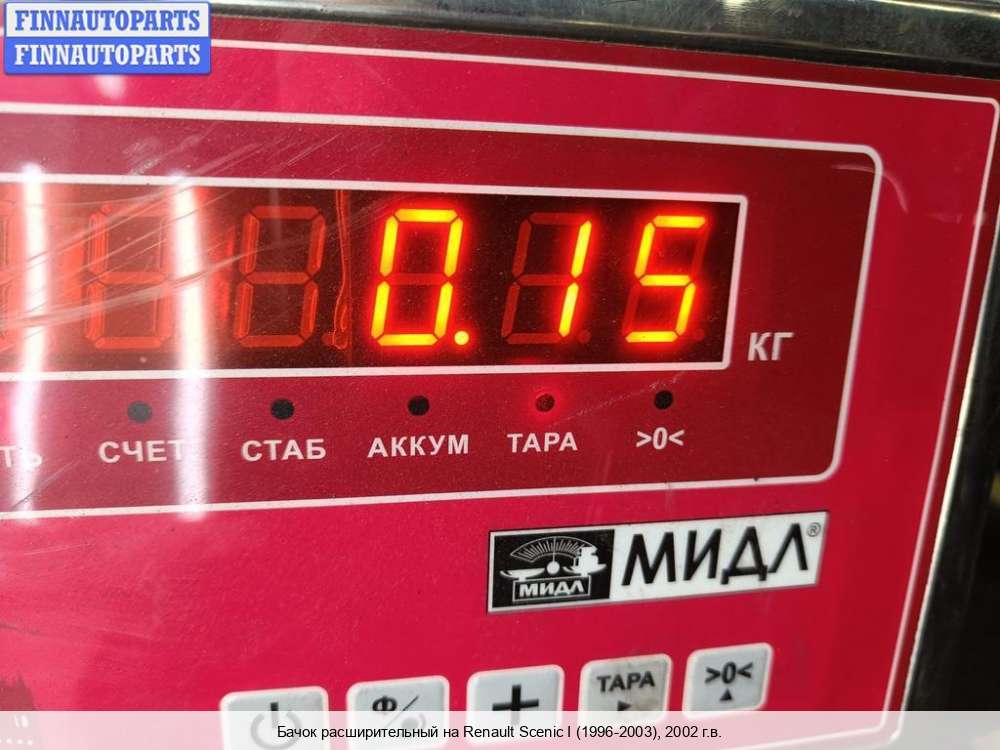 FINNAUTOPARTS
FINNAUTOPARTS
0.15
КГ
ТЬ СЧЕТ СТАБ АККУМ ТАРА >0<
МИДЛ МИДЛ®
Ф + ТАРА >0<
Бачок расширительный на Renault Scenic I (1996-2003), 2002 г.в.